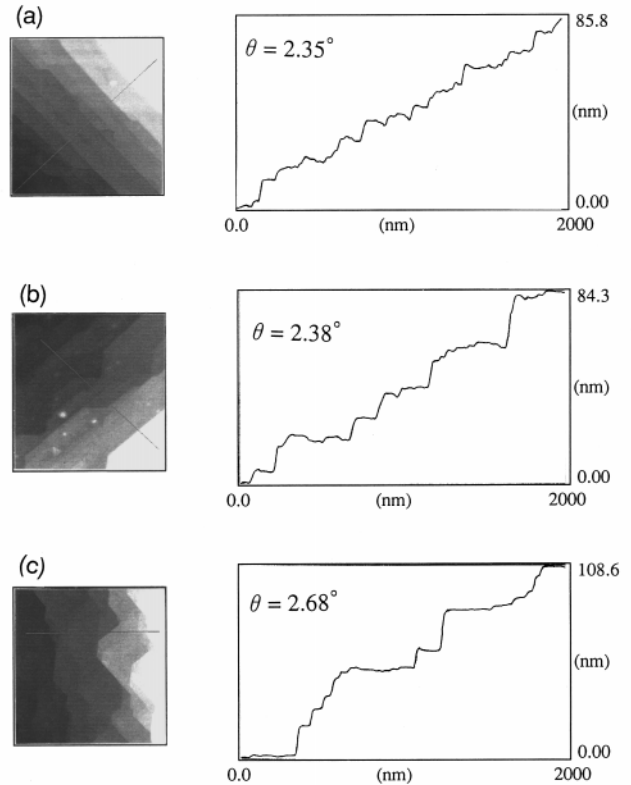 (a)
θ = 2.35°
85.8
(nm)
0.00
0.0 (nm) 2000
(b)
θ = 2.38°
84.3
(nm)
0.00
0.0 (nm) 2000
(c)
θ = 2.68°
108.6
(nm)
0.00
0.0 (nm) 2000